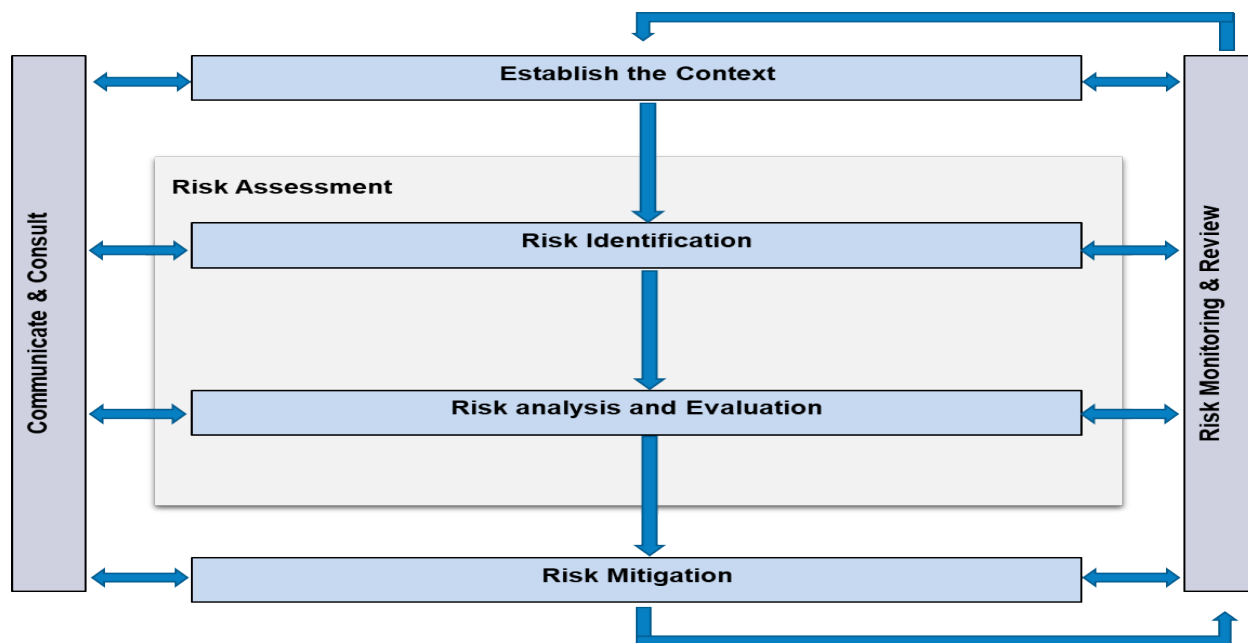 Establish the Context
Risk Assessment
Risk Identification
Risk analysis and Evaluation
Risk Mitigation
Communicate & Consult
Risk Monitoring & Review